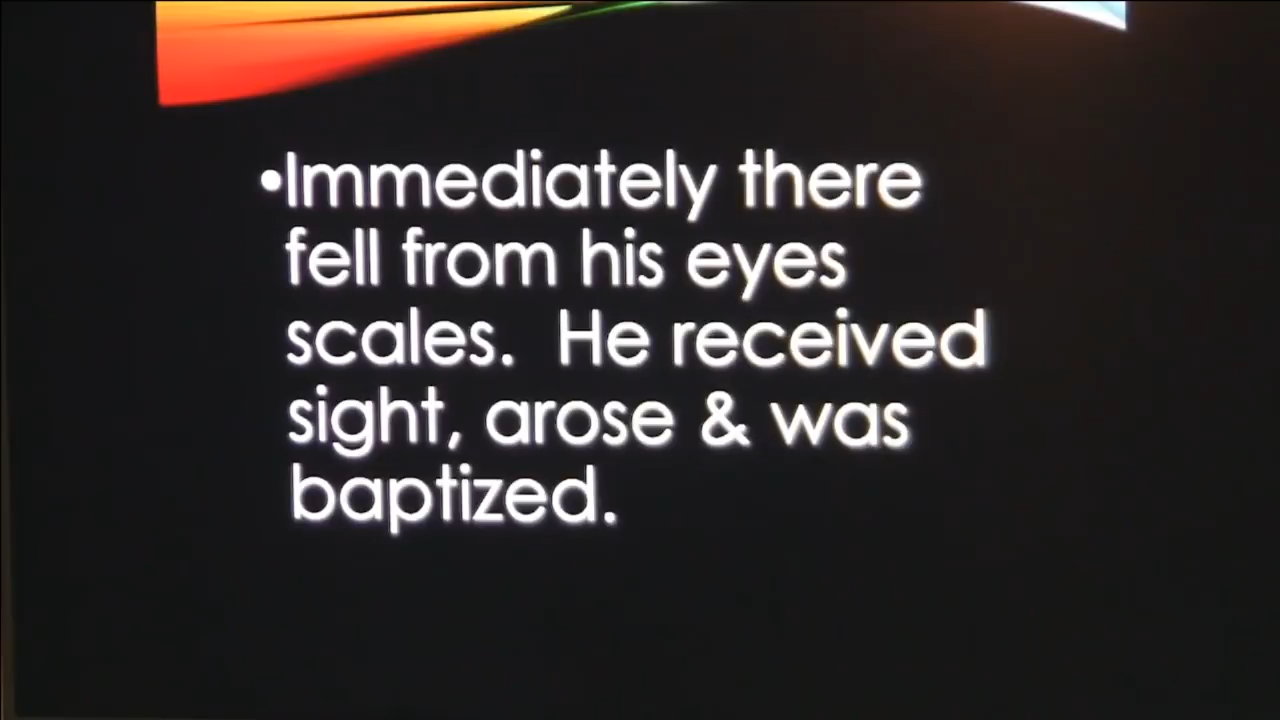 •Immediately there
fell from his eyes
scales.  He received
sight, arose & was
baptized.